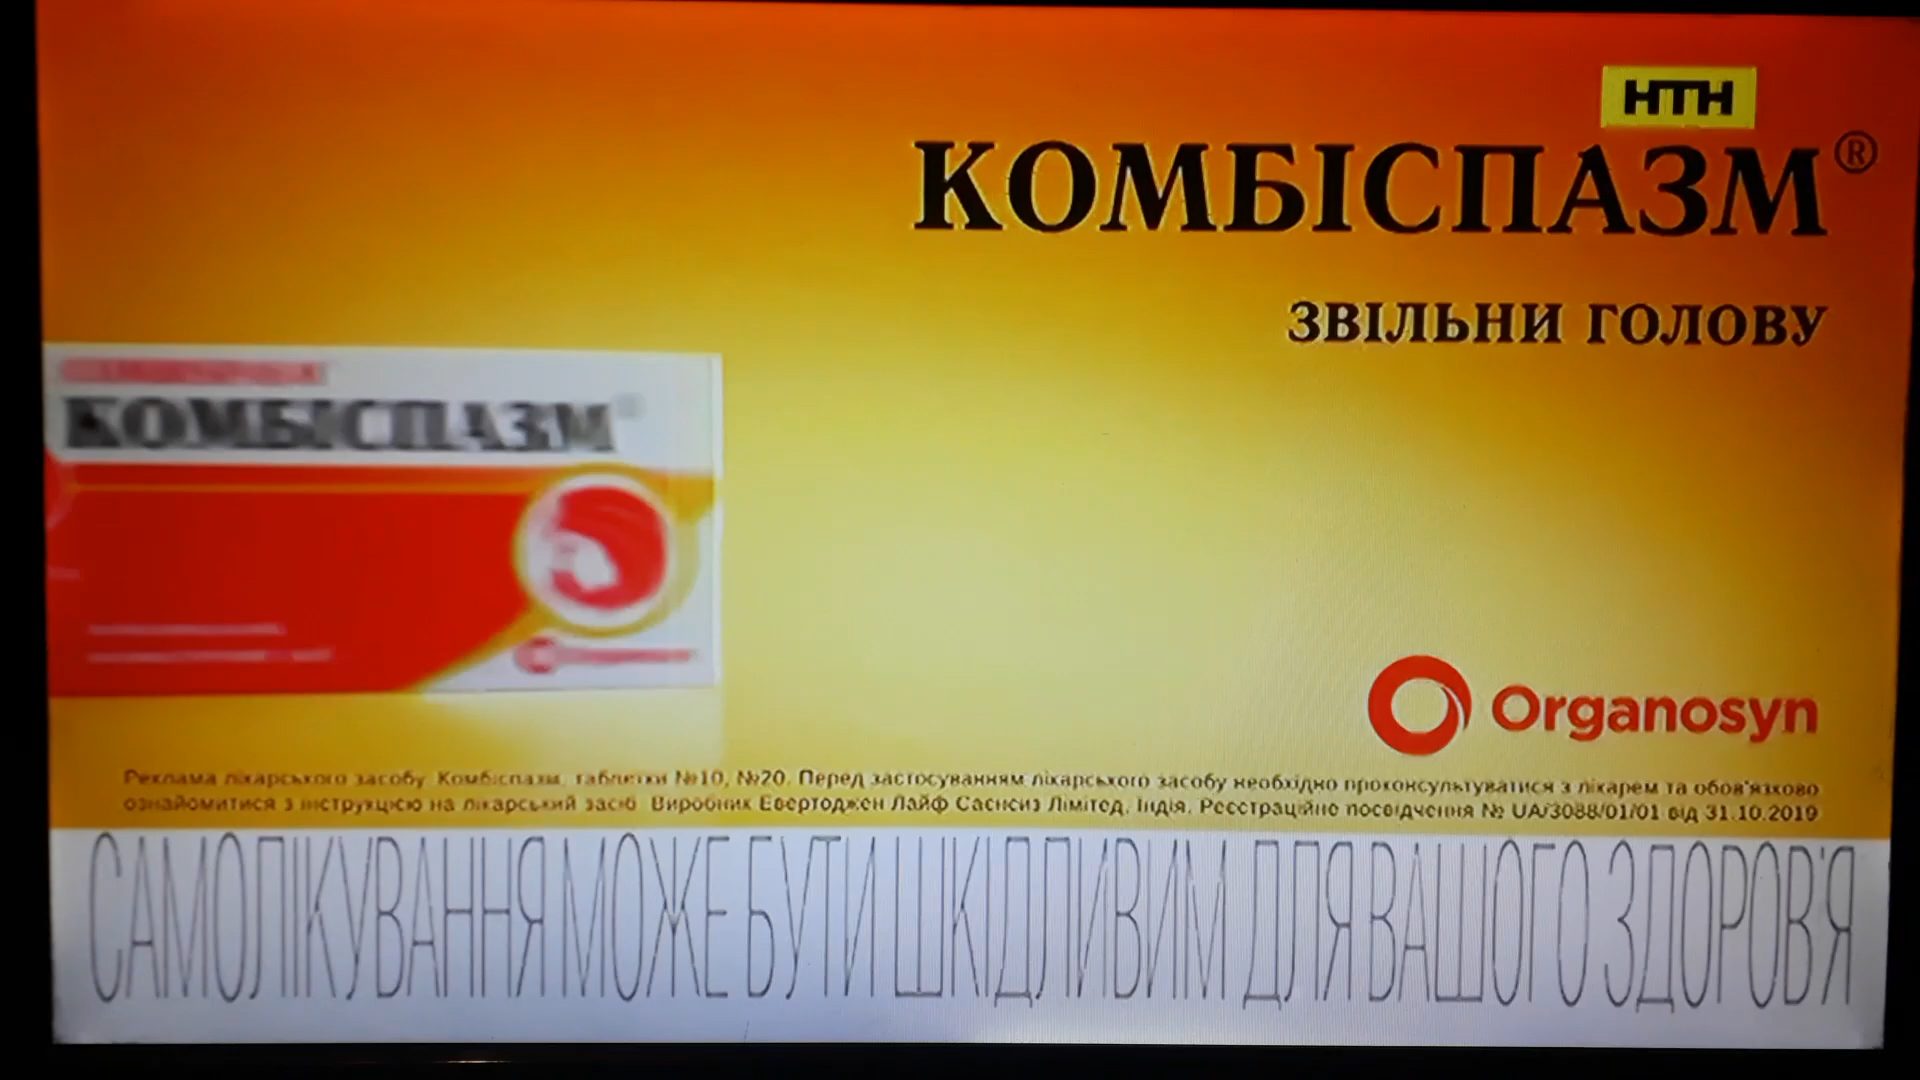 НТН
КОМБІСПАЗМ®
ЗВІЛЬНИ ГОЛОВУ
КОМБІСПАЗМ
Organosyn
Реклама лікарського засобу. Комбіспазм, таблетки №10, №20. Перед застосуванням лікарського засобу необхідно проконсультуватися з лікарем та обов'язково
ознайомитися з інструкцією на лікарський засіб. Виробник Евертоджен Лайф Саєнсиз Лімітед, Індія. Реєстраційне посвідчення № UA/3088/01/01 від 31.10.2019
САМОЛІКУВАННЯ МОЖЕ БУТИ ШКІДЛИВИМ ДЛЯ ВАШОГО ЗДОРОВ'Я